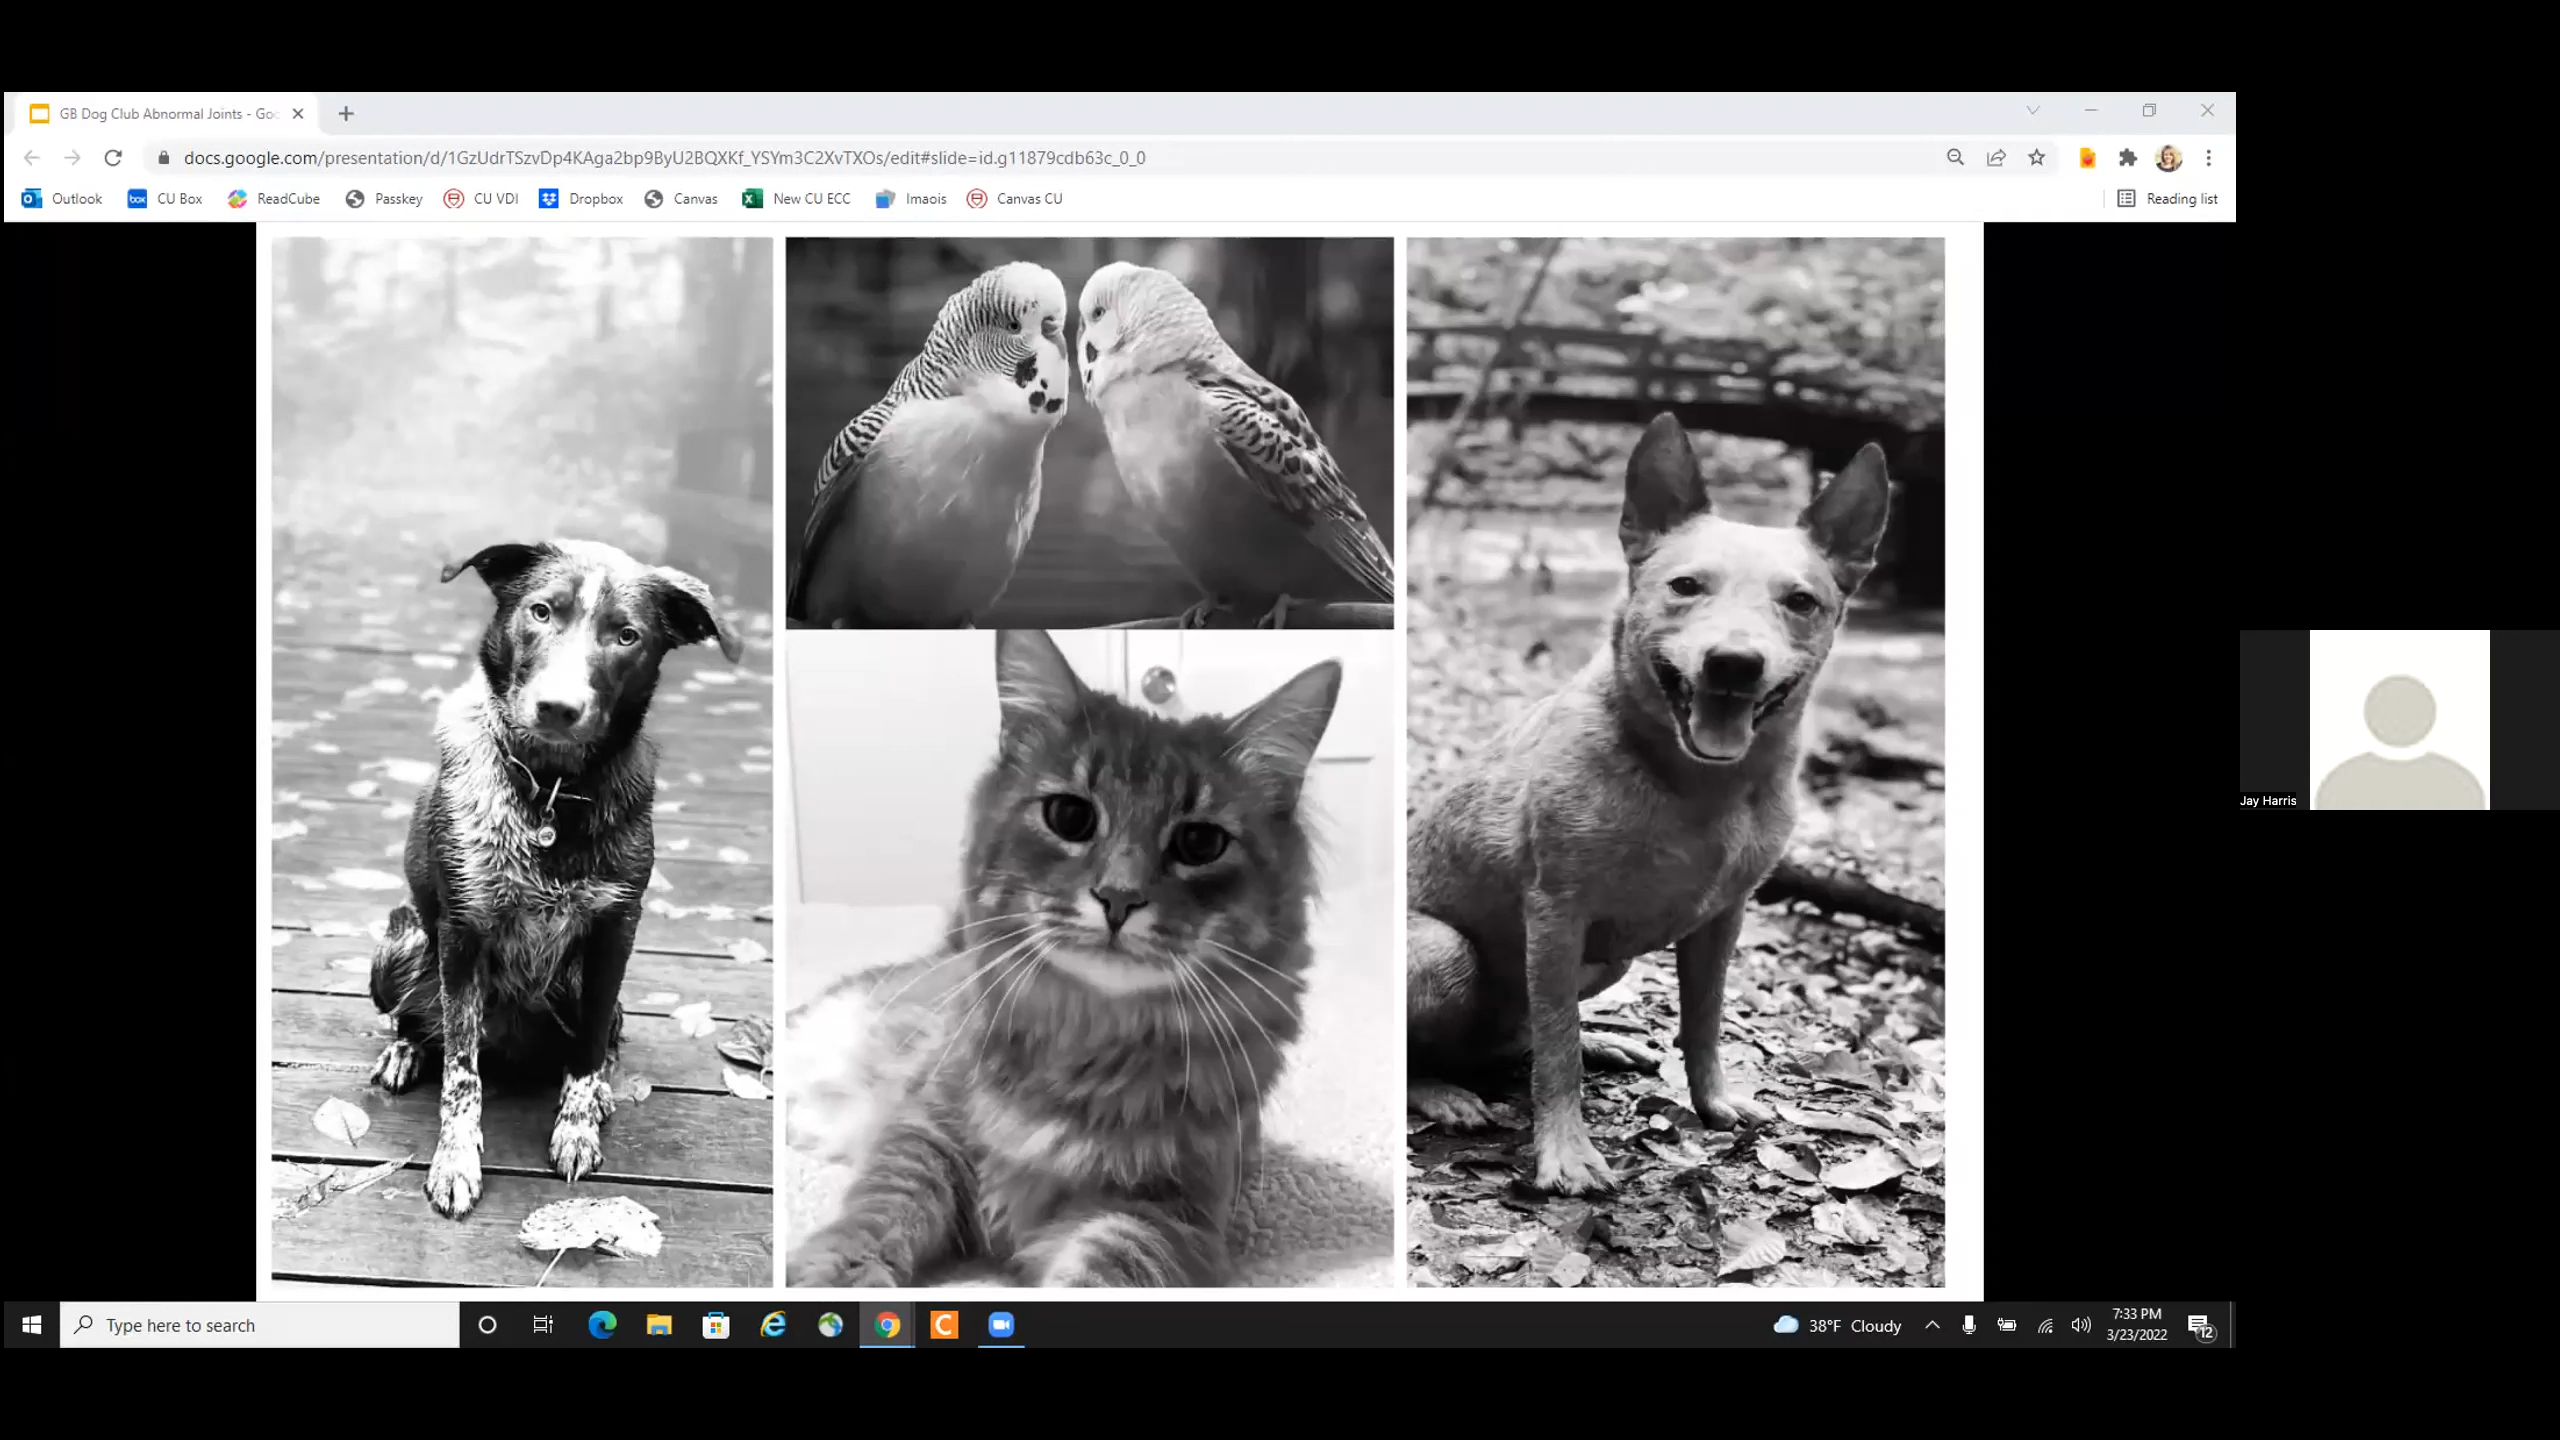 GB Dog Club Abnormal Joints - Goo
docs.google.com/presentation/d/1GzUdrTSzvDp4KAga2bp9ByU2BQXKf_YSYm3C2XvTXOs/edit#slide=id.g11879cdb63c_0_0
Outlook
box
CU Box
ReadCube
Passkey
CU VDI
Dropbox
Canvas
New CU ECC
Imaois
Canvas CU
Reading list
Jay Harris
Type here to search
38°F Cloudy
7:33 PM
3/23/2022
12